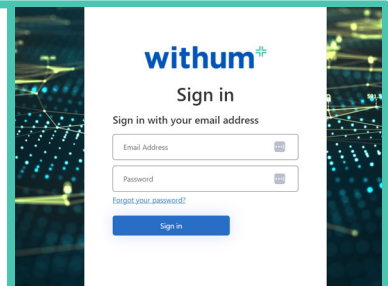 withum+
Sign in
Sign in with your email address
Email Address
Password
Forgot your password?
Sign in